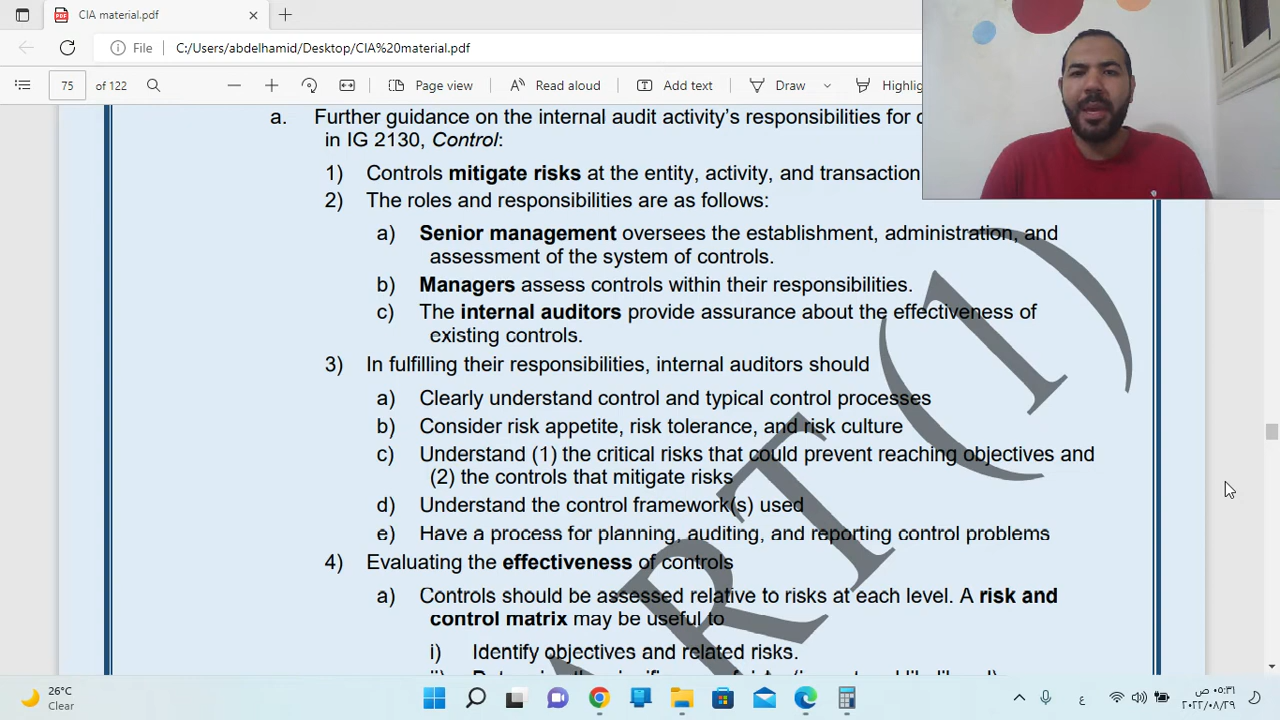 CIA material.pdf
File
C:/Users/abdelhamid/Desktop/CIA%20material.pdf
75 of 122
Page view
Read aloud
Add text
Draw
Highlig
a. Further guidance on the internal audit activity's responsibilities for
in IG 2130, Control:
1) Controls mitigate risks at the entity, activity, and transaction
2) The roles and responsibilities are as follows:
a) Senior management oversees the establishment, administration, and
assessment of the system of controls.
b) Managers assess controls within their responsibilities.
c) The internal auditors provide assurance about the effectiveness of
existing controls.
3) In fulfilling their responsibilities, internal auditors should
a) Clearly understand control and typical control processes
b) Consider risk appetite, risk tolerance, and risk culture
c) Understand (1) the critical risks that could prevent reaching objectives and
(2) the controls that mitigate risks
d) Understand the control framework(s) used
e) Have a process for planning, auditing, and reporting control problems
4) Evaluating the effectiveness of controls
a) Controls should be assessed relative to risks at each level. A risk and
control matrix may be useful to
i) Identify objectives and related risks.
ART (1)
26°C
Clear
ع
٠٥:٣١ ص
٢٠٢٢/٠٨/٢٩